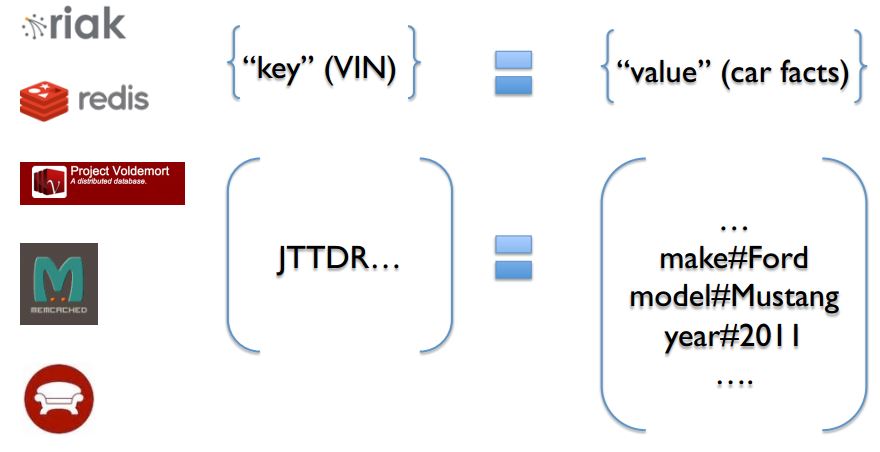 riak
redis
Project Voldemort
A distributed database.
MEMCACHED
“key” (VIN)
“value” (car facts)
JTTDR…
…
make#Ford
model#Mustang
year#2011
….